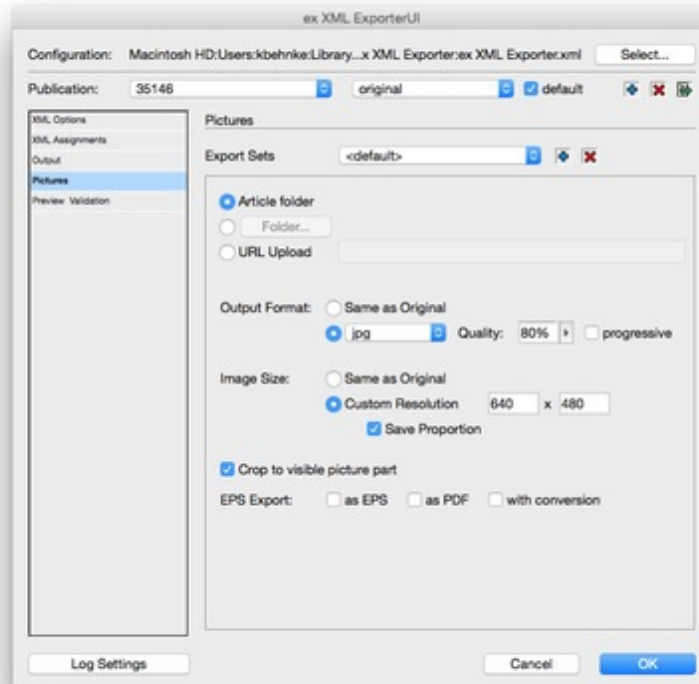 ex XML ExporterUI
Configuration: Macintosh HD:Users:kbehnke:Library...x XML Exporter:ex XML Exporter.xml Select...
Publication: 35146 original default
XML Options
XML Assignments
Output
Pictures
Preview Validation
Pictures
Export Sets <default>
Article folder
Folder...
URL Upload
Output Format: Same as Original
jpg Quality: 80% progressive
Image Size: Same as Original
Custom Resolution 640 x 480
Save Proportion
Crop to visible picture part
EPS Export: as EPS as PDF with conversion
Log Settings Cancel OK